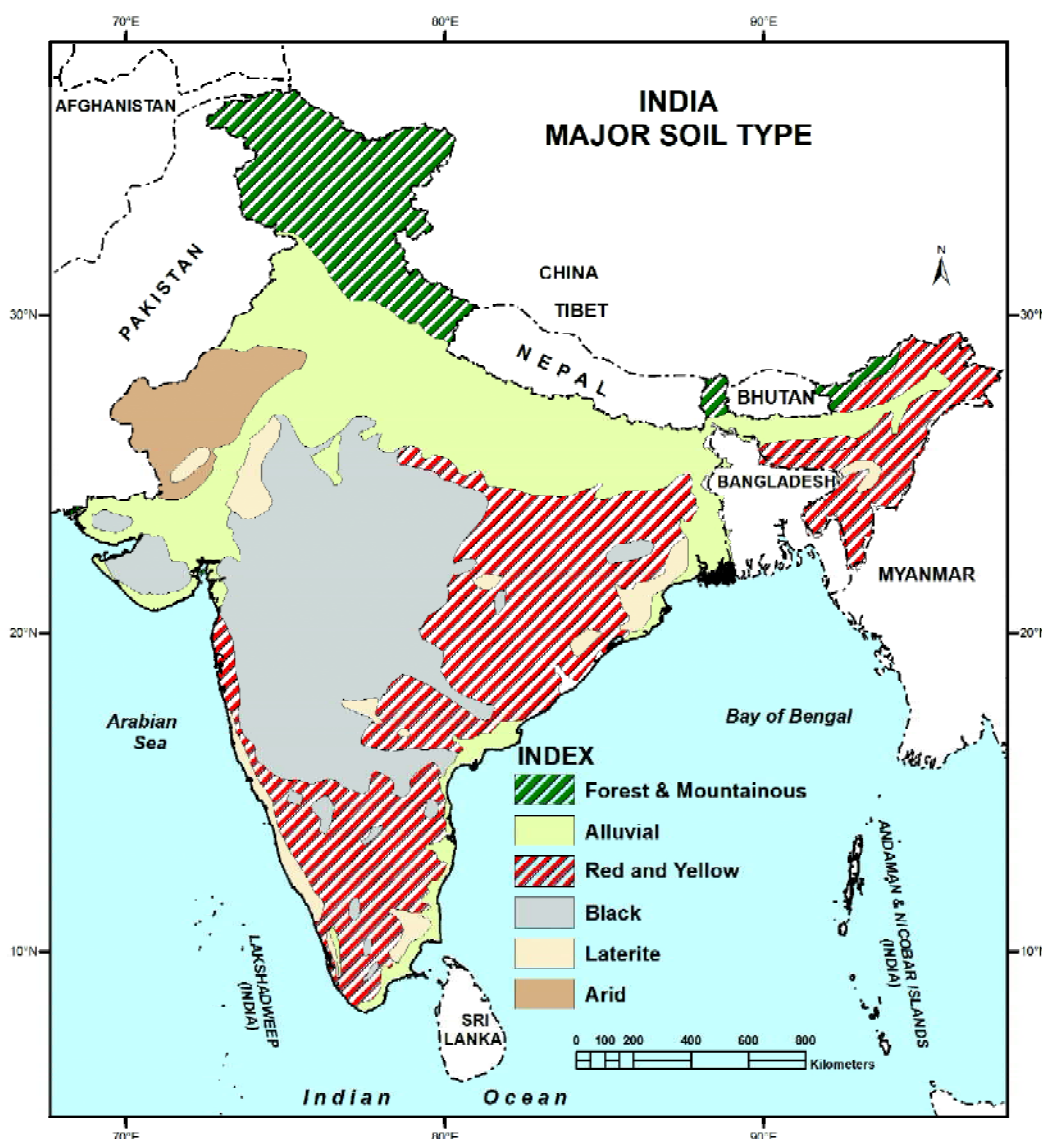 70°E 80°E 90°E
INDIA
MAJOR SOIL TYPE
AFGHANISTAN
PAKISTAN
CHINA
TIBET
N
30°N 30°N
NEPAL
BHUTAN
BANGLADESH
MYANMAR
20°N 20°N
Arabian
Sea
Bay of Bengal
INDEX
Forest & Mountainous
Alluvial
Red and Yellow
Black
Laterite
Arid
ANDAMAN & NICOBAR ISLANDS
(INDIA)
LAKSHADWEEP
(INDIA)
10°N 10°N
SRI
LANKA
0 100 200 400 600 800
Kilometers
Indian Ocean
70°E 80°E 90°E